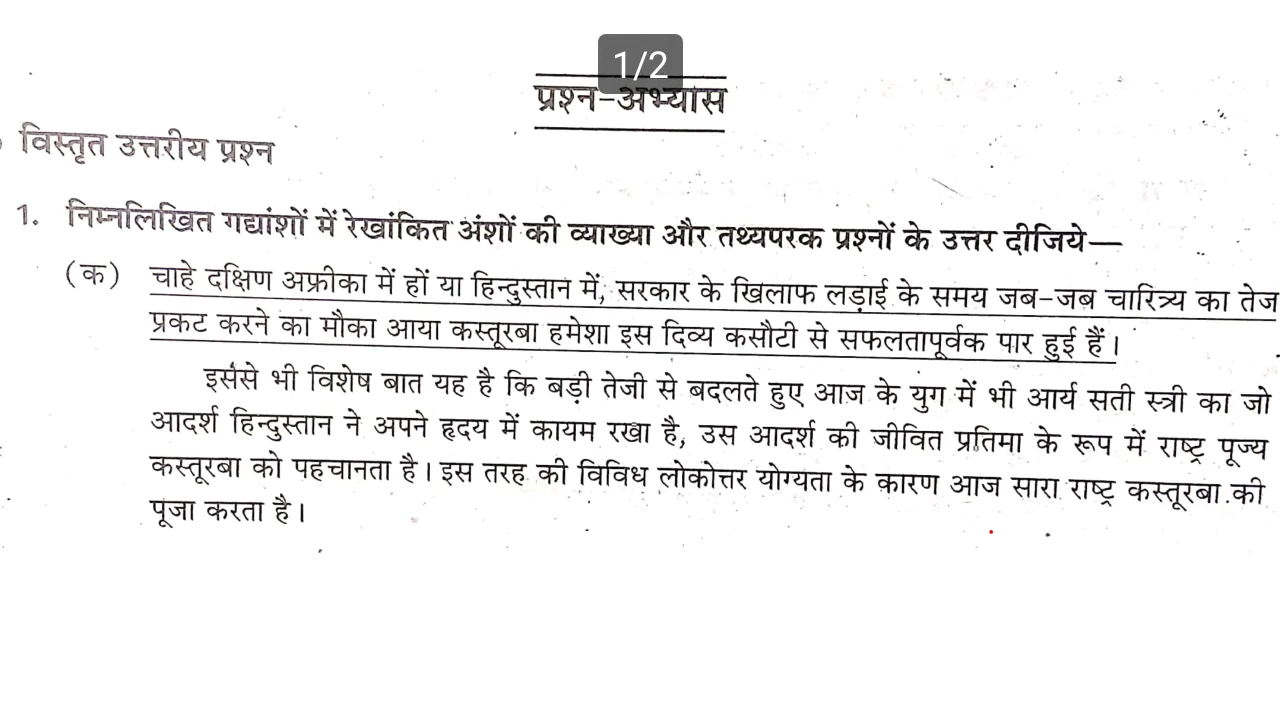 1/2
प्रश्न-अभ्यास
विस्तृत उत्तरीय प्रश्न
1. निम्नलिखित गद्यांशों में रेखांकित अंशों की व्याख्या और तथ्यपरक प्रश्नों के उत्तर दीजिये—
(क) चाहे दक्षिण अफ्रीका में हों या हिन्दुस्तान में, सरकार के खिलाफ लड़ाई के समय जब-जब चारित्र्य का तेज
प्रकट करने का मौका आया कस्तूरबा हमेशा इस दिव्य कसौटी से सफलतापूर्वक पार हुई हैं।
इससे भी विशेष बात यह है कि बड़ी तेजी से बदलते हुए आज के युग में भी आर्य सती स्त्री का जो
आदर्श हिन्दुस्तान ने अपने हृदय में कायम रखा है, उस आदर्श की जीवित प्रतिमा के रूप में राष्ट्र पूज्य
कस्तूरबा को पहचानता है। इस तरह की विविध लोकोत्तर योग्यता के कारण आज सारा राष्ट्र कस्तूरबा की
पूजा करता है।